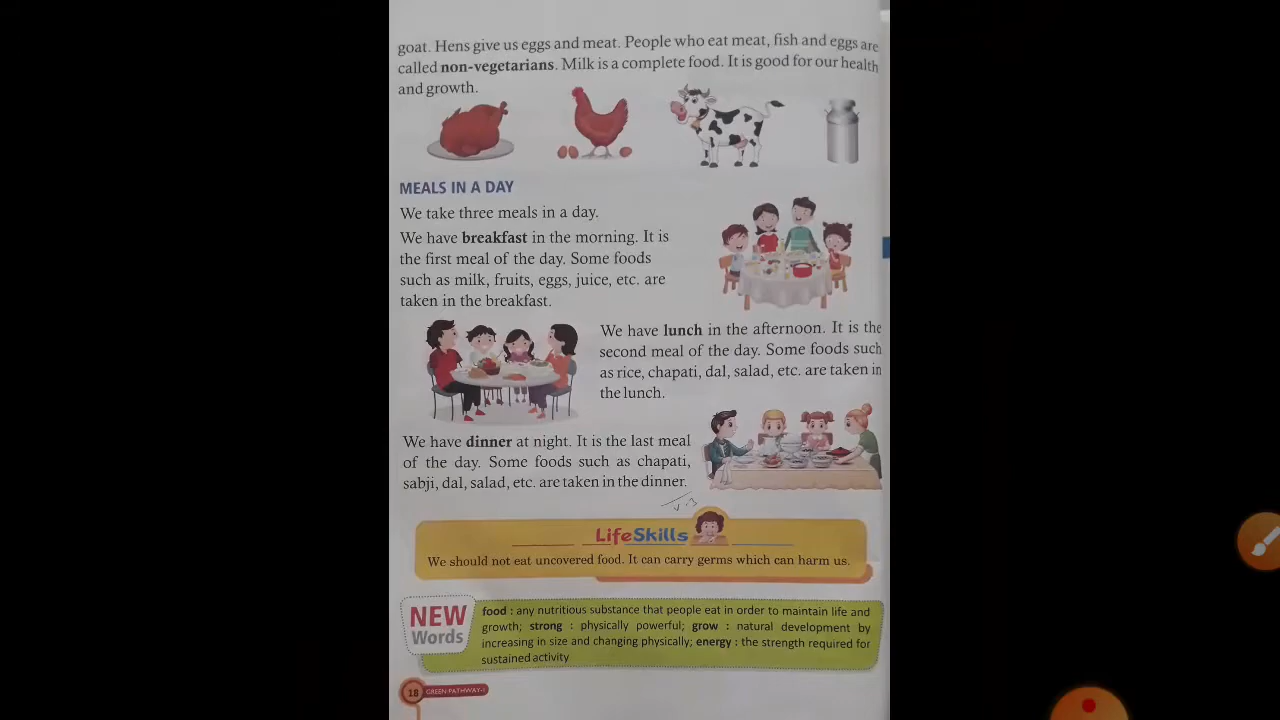 goat. Hens give us eggs and meat. People who eat meat, fish and eggs are
called non-vegetarians. Milk is a complete food. It is good for our health
and growth.
MEALS IN A DAY
We take three meals in a day.
We have breakfast in the morning. It is
the first meal of the day. Some foods
such as milk, fruits, eggs, juice, etc. are
taken in the breakfast.
We have lunch in the afternoon. It is the
second meal of the day. Some foods such
as rice, chapati, dal, salad, etc. are taken in
the lunch.
We have dinner at night. It is the last meal
of the day. Some foods such as chapati,
sabji, dal, salad, etc. are taken in the dinner.
LifeSkills
We should not eat uncovered food. It can carry germs which can harm us.
NEW
Words
food : any nutritious substance that people eat in order to maintain life and
growth; strong : physically powerful; grow : natural development by
increasing in size and changing physically; energy : the strength required for
sustained activity
18 GREEN PATHWAY-1